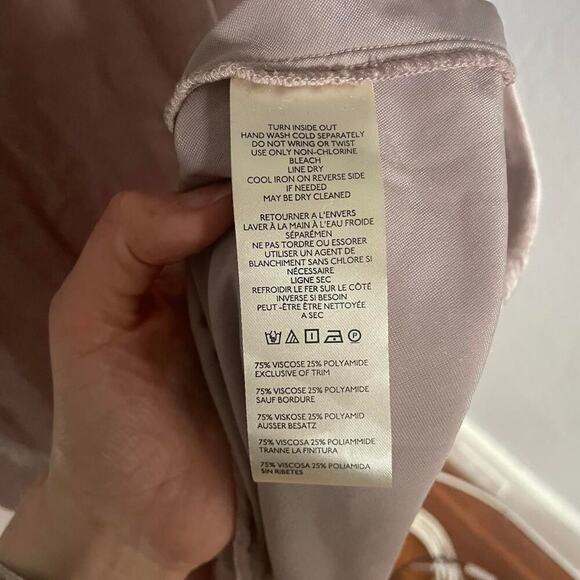 TURN INSIDE OUT
HAND WASH COLD SEPARATELY
DO NOT WRING OR TWIST
USE ONLY NON-CHLORINE
BLEACH
LINE DRY
COOL IRON ON REVERSE SIDE
IF NEEDED
MAY BE DRY CLEANED
RETOURNER A L'ENVERS
LAVER À LA MAIN À L'EAU FROIDE
SÉPARÉMEN
NE PAS TORDRE OU ESSORER
UTILISER UN AGENT DE
BLANCHIMENT SANS CHLORE SI
NÉCESSAIRE
LIGNE SEC
REFROIDIR LE FER SUR LE CÔTÉ
INVERSE SI BESOIN
PEUT -ÊTRE ÊTRE NETTOYÉE
A SEC
P
75% VISCOSE 25% POLYAMIDE
EXCLUSIVE OF TRIM
75% VISCOSE 25% POLYAMIDE
SAUF BORDURE
75% VISKOSE 25% POLYAMID
AUSSER BESATZ
75% VISCOSA 25% POLIAMMIDE
TRANNE LA FINITURA
75% VISCOSA 25% POLIAMIDA
SIN RIBETES